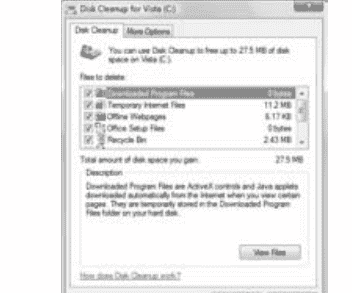 Disk Cleanup for Vista (C:)
Disk Cleanup More Options
You can use Disk Cleanup to free up to 27.5 MB of disk
space on Vista (C:).
Files to delete:
Downloaded Program Files 0 bytes
Temporary Internet Files 11.2 MB
Offline Webpages 6.17 KB
Office Setup Files 0 bytes
Recycle Bin 2.43 MB
Total amount of disk space you gain: 27.5 MB
Description
Downloaded Program Files are ActiveX controls and Java applets
downloaded automatically from the Internet when you view certain
pages. They are temporarily stored in the Downloaded Program
Files folder on your hard disk.
View Files
How does Disk Cleanup work?